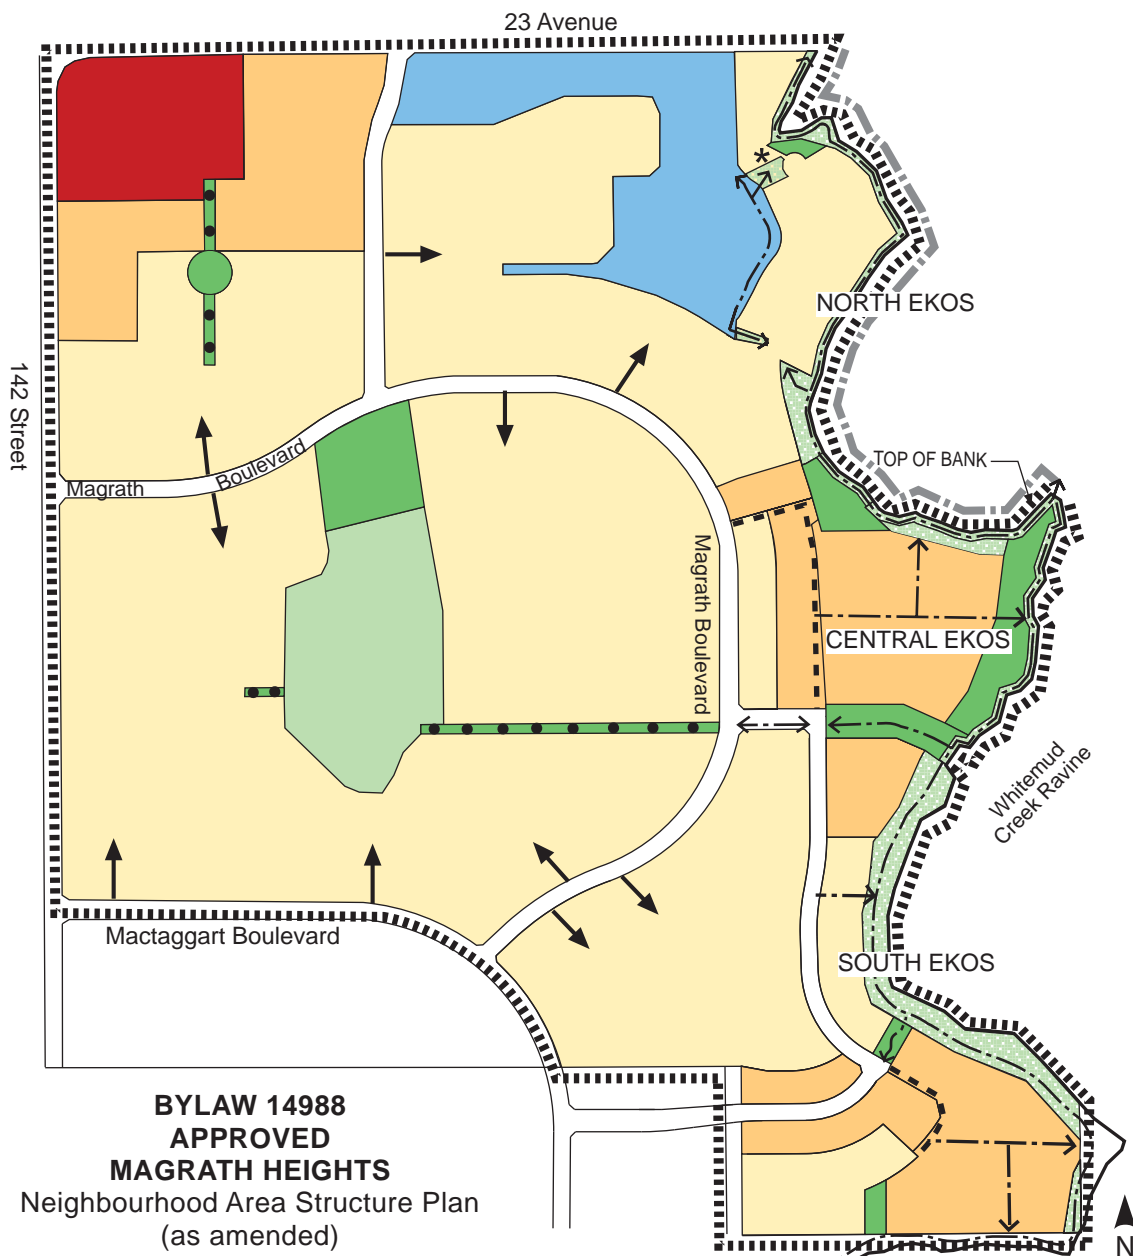 23 Avenue
NORTH EKOS
142 Street
TOP OF BANK
Magrath
Boulevard
Magrath Boulevard
CENTRAL EKOS
Whitemud
Creek Ravine
Mactaggart Boulevard
SOUTH EKOS
BYLAW 14988
APPROVED
MAGRATH HEIGHTS
Neighbourhood Area Structure Plan
(as amended)
*
N